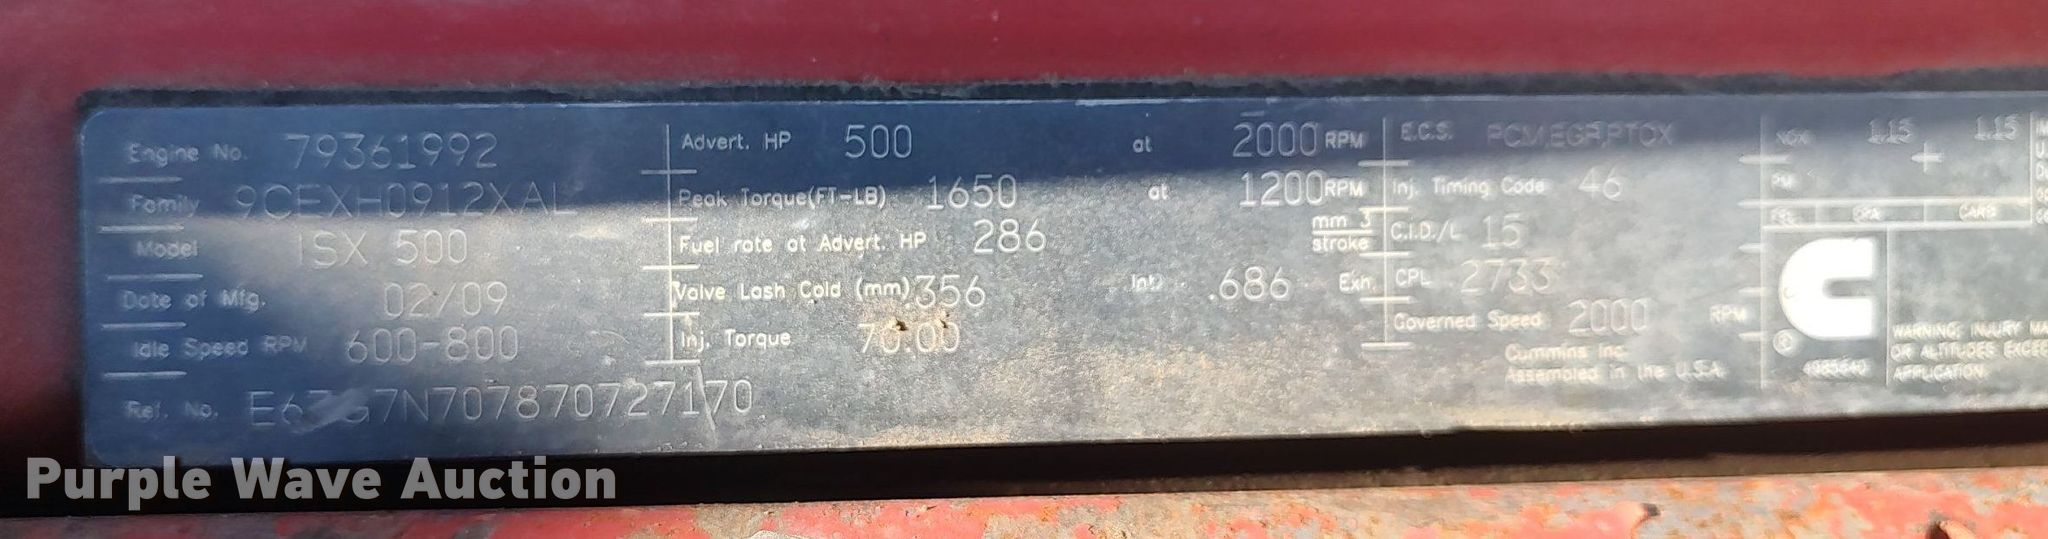 Engine No. 79361992
Family 9CEXH0912XAL
Model ISX 500
Date of Mfg. 02/09
Idle Speed RPM 600-800
Ref. No.
Advert. HP 500 at 2000 RPM
Peak Torque(FT-LB) 1650 at 1200 RPM
Fuel rate at Advert. HP 286 mm 3 stroke
Valve Lash Cold (mm) .356 Int. .686 Exh.
Inj. Torque 70.00
E.C.S. PCM,EGR,PTOX
Inj. Timing Code 46
C.I.D./L 15
CPL 2733
Governed Speed 2000 RPM
Cummins Inc.
Assembled in the U.S.A.
NOX 1.15 1.15
PM
FEL EPA CARB
C
©
WARNING: INJURY MA
OR ALTITUDES EXCEE
APPLICATION.
Purple Wave Auction